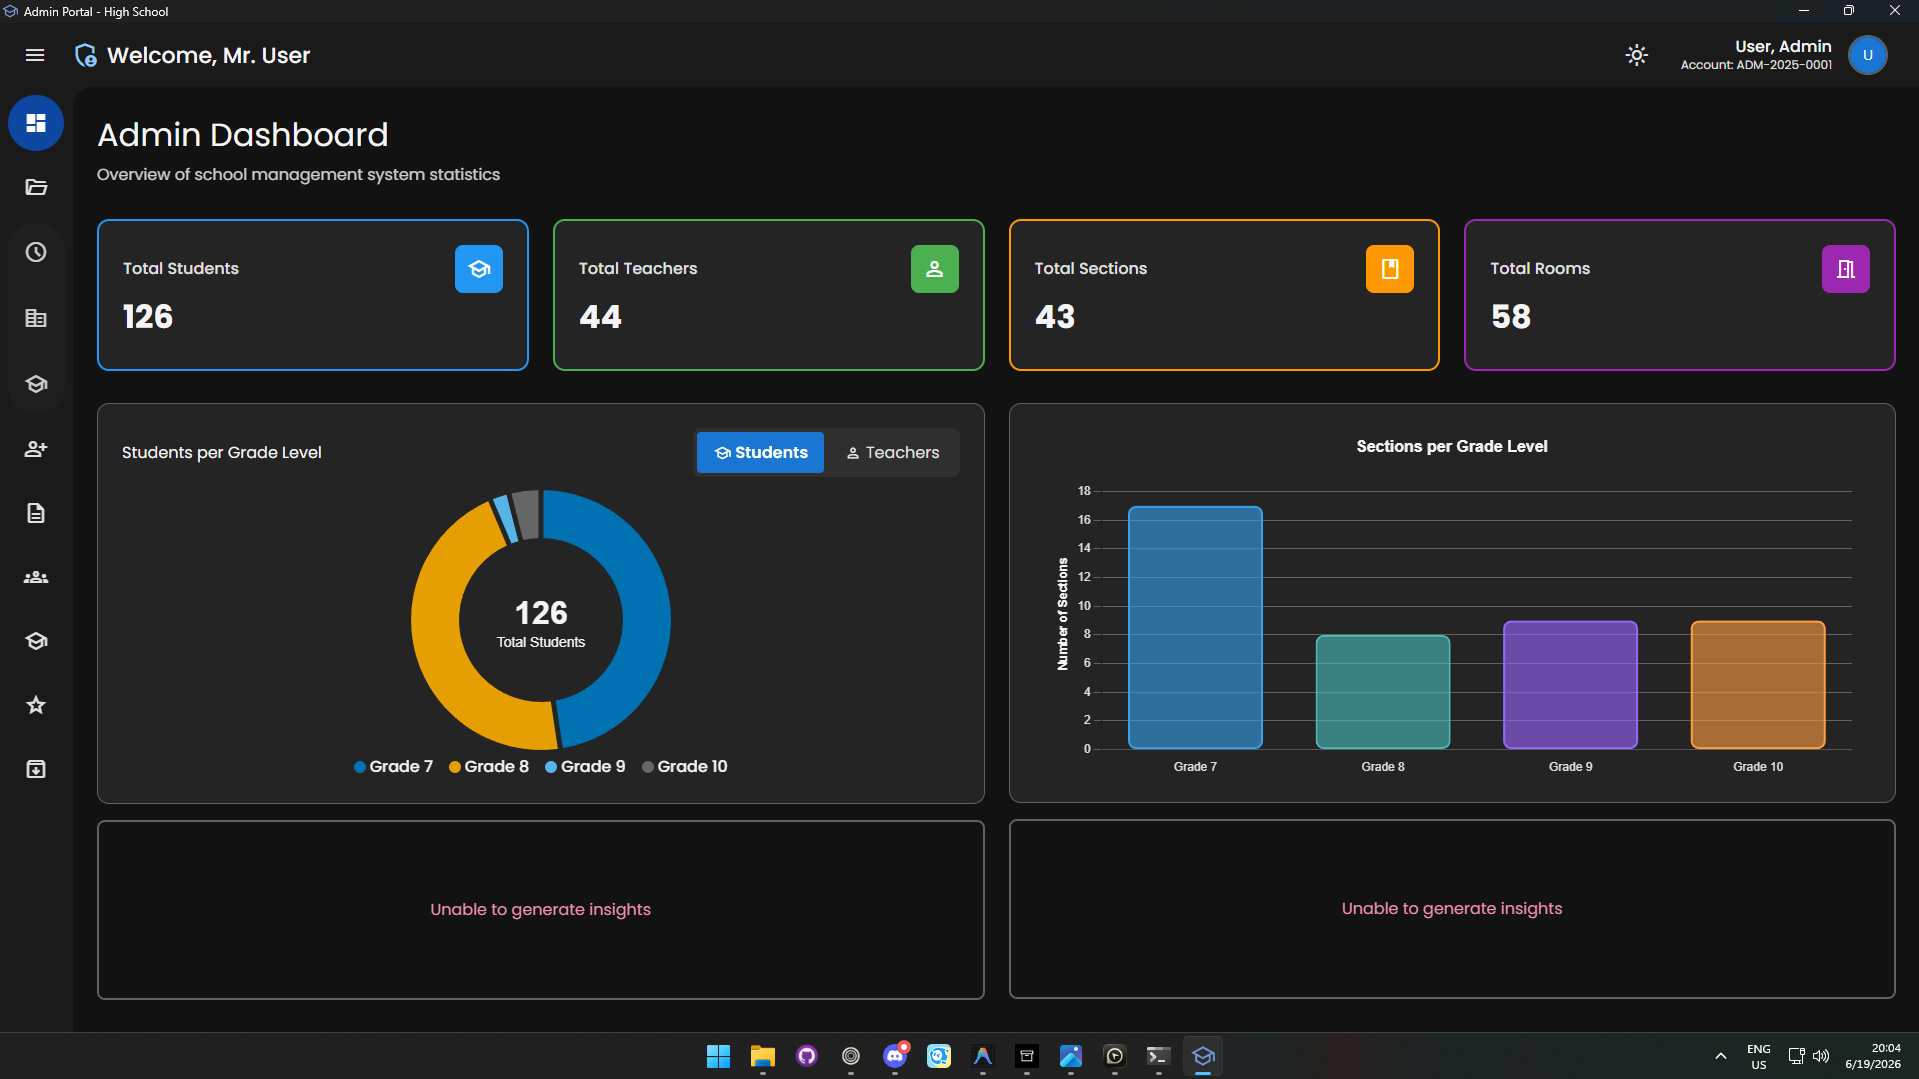 Admin Portal - High School
Welcome, Mr. User
User, Admin
Account: ADM-2025-0001
U
Admin Dashboard
Overview of school management system statistics
Total Students
126
Total Teachers
44
Total Sections
43
Total Rooms
58
Students per Grade Level
Students
Teachers
126
Total Students
Grade 7
Grade 8
Grade 9
Grade 10
Sections per Grade Level
Number of Sections
18
16
14
12
10
8
6
4
2
0
Grade 7
Grade 8
Grade 9
Grade 10
Unable to generate insights
Unable to generate insights
ENG
US
20:04
6/19/2026